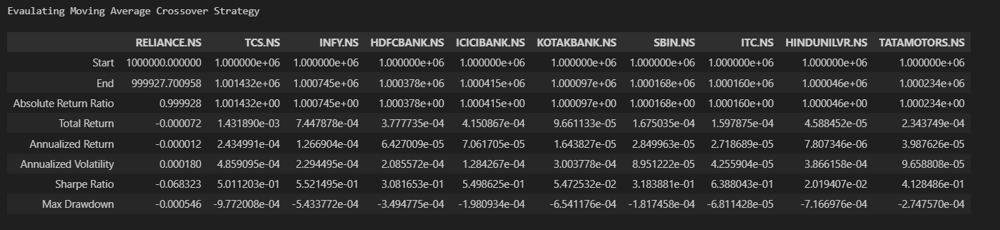 Evaulating Moving Average Crossover Strategy
RELIANCE.NS TCS.NS INFY.NS HDFCBANK.NS ICICIBANK.NS KOTAKBANK.NS SBIN.NS ITC.NS HINDUNILVR.NS TATAMOTORS.NS
Start 1000000.000000 1.000000e+06 1.000000e+06 1.000000e+06 1.000000e+06 1.000000e+06 1.000000e+06 1.000000e+06 1.000000e+06 1.000000e+06
End 999927.700958 1.001432e+06 1.000745e+06 1.000378e+06 1.000415e+06 1.000097e+06 1.000168e+06 1.000160e+06 1.000046e+06 1.000234e+06
Absolute Return Ratio 0.999928 1.001432e+00 1.000745e+00 1.000378e+00 1.000415e+00 1.000097e+00 1.000168e+00 1.000160e+00 1.000046e+00 1.000234e+00
Total Return -0.000072 1.431890e-03 7.447878e-04 3.777735e-04 4.150867e-04 9.661133e-05 1.675035e-04 1.597875e-04 4.588452e-05 2.343749e-04
Annualized Return -0.000012 2.434991e-04 1.266904e-04 6.427009e-05 7.061705e-05 1.643827e-05 2.849963e-05 2.718689e-05 7.807346e-06 3.987626e-05
Annualized Volatility 0.000180 4.859095e-04 2.294495e-04 2.085572e-04 1.284267e-04 3.003778e-04 8.951222e-05 4.255905e-05 3.866158e-04 9.658808e-05
Sharpe Ratio -0.068323 5.011203e-01 5.521495e-01 3.081653e-01 5.498625e-01 5.472532e-02 3.183881e-01 6.388043e-01 2.019407e-02 4.128486e-01
Max Drawdown -0.000546 -9.772008e-04 -5.433772e-04 -3.494775e-04 -1.980934e-04 -6.541176e-04 -1.817458e-04 -6.811428e-05 -7.166976e-04 -2.747570e-04